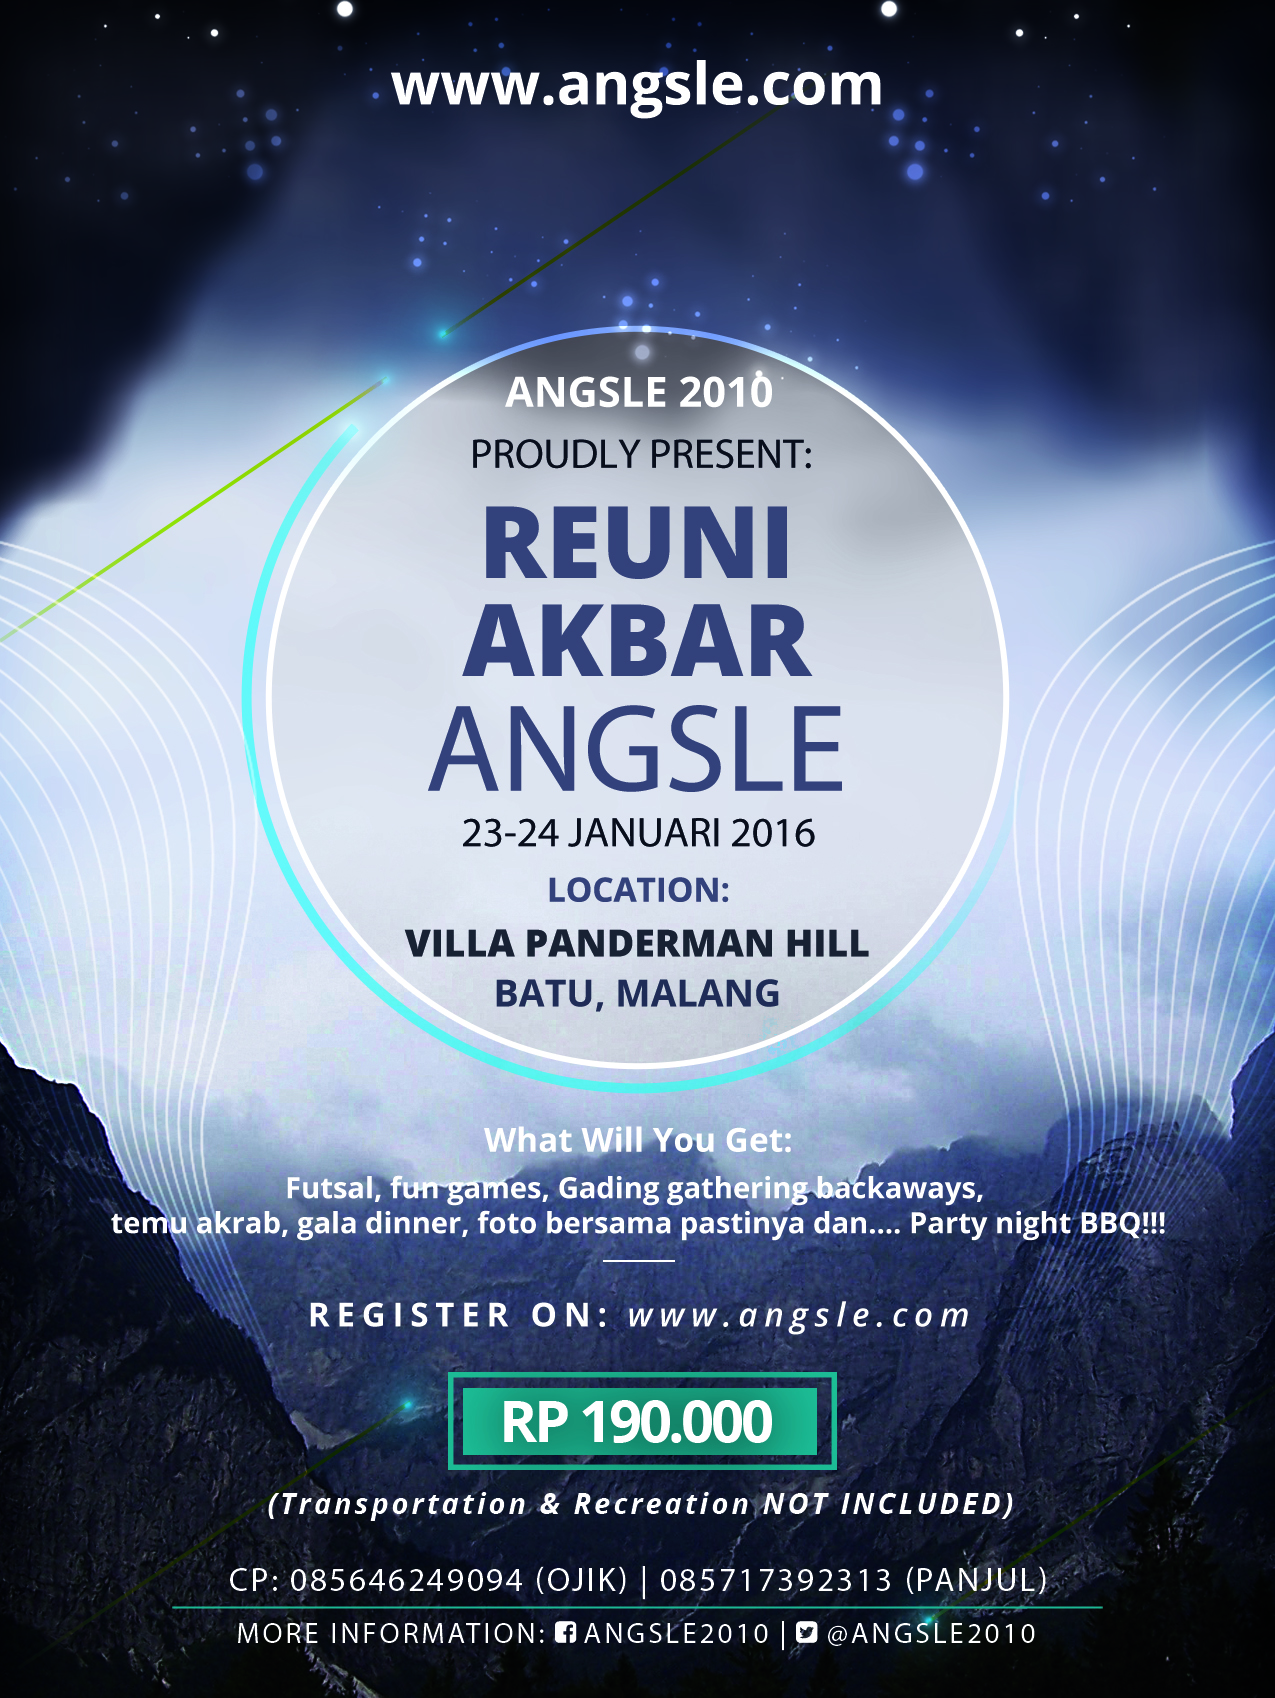 www.angsle.com
ANGSLE 2010
PROUDLY PRESENT:
REUNI
AKBAR
ANGSLE
23-24 JANUARI 2016
LOCATION:
VILLA PANDERMAN HILL
BATU, MALANG
What Will You Get:
Futsal, fun games, Gading gathering backaways,
temu akrab, gala dinner, foto bersama pastinya dan.... Party night BBQ!!!
REGISTER ON: www.angsle.com
RP 190.000
(Transportation & Recreation NOT INCLUDED)
CP: 085646249094 (OJIK) | 085717392313 (PANJUL)
MORE INFORMATION: ANGSLE2010 | @ANGSLE2010